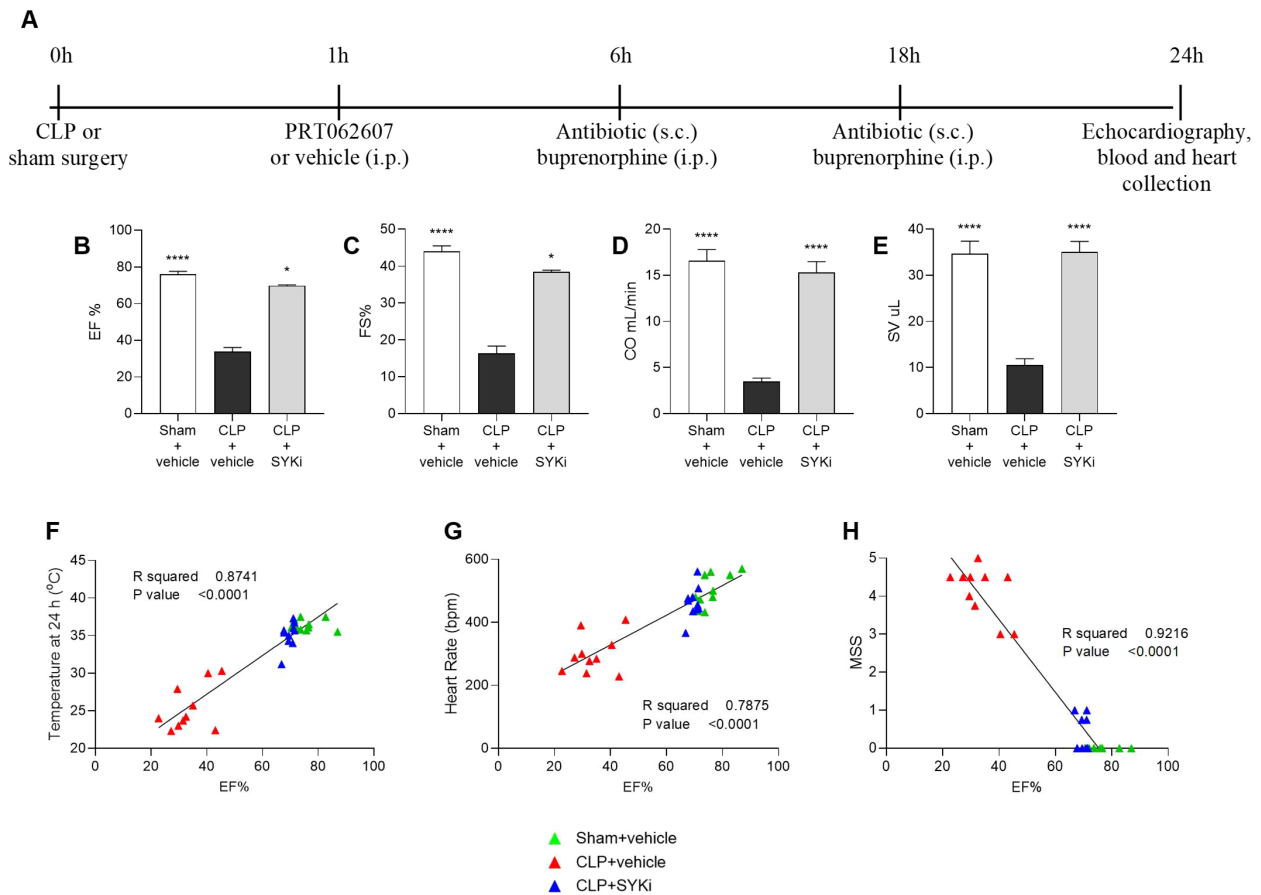 A
0h 1h 6h 18h 24h
CLP or
sham surgery
PRT062607
or vehicle (i.p.)
Antibiotic (s.c.)
buprenorphine (i.p.)
Antibiotic (s.c.)
buprenorphine (i.p.)
Echocardiography,
blood and heart
collection
B
EF %
100
80
60
40
20
0
****
*
Sham
+
vehicle
CLP
+
vehicle
CLP
+
SYKi
C
FS%
50
40
30
20
10
0
****
*
Sham
+
vehicle
CLP
+
vehicle
CLP
+
SYKi
D
CO mL/min
20
15
10
5
0
****
****
Sham
+
vehicle
CLP
+
vehicle
CLP
+
SYKi
E
SV uL
40
30
20
10
0
****
****
Sham
+
vehicle
CLP
+
vehicle
CLP
+
SYKi
F
Temperature at 24 h (⁰C)
45
40
35
30
25
20
R squared 0.8741
P value <0.0001
0 20 40 60 80 100
EF%
G
Heart Rate (bpm)
600
400
200
0
R squared 0.7875
P value <0.0001
0 20 40 60 80 100
EF%
H
MSS
5
4
3
2
1
0
R squared 0.9216
P value <0.0001
0 20 40 60 80 100
EF%
Sham+vehicle
CLP+vehicle
CLP+SYKi